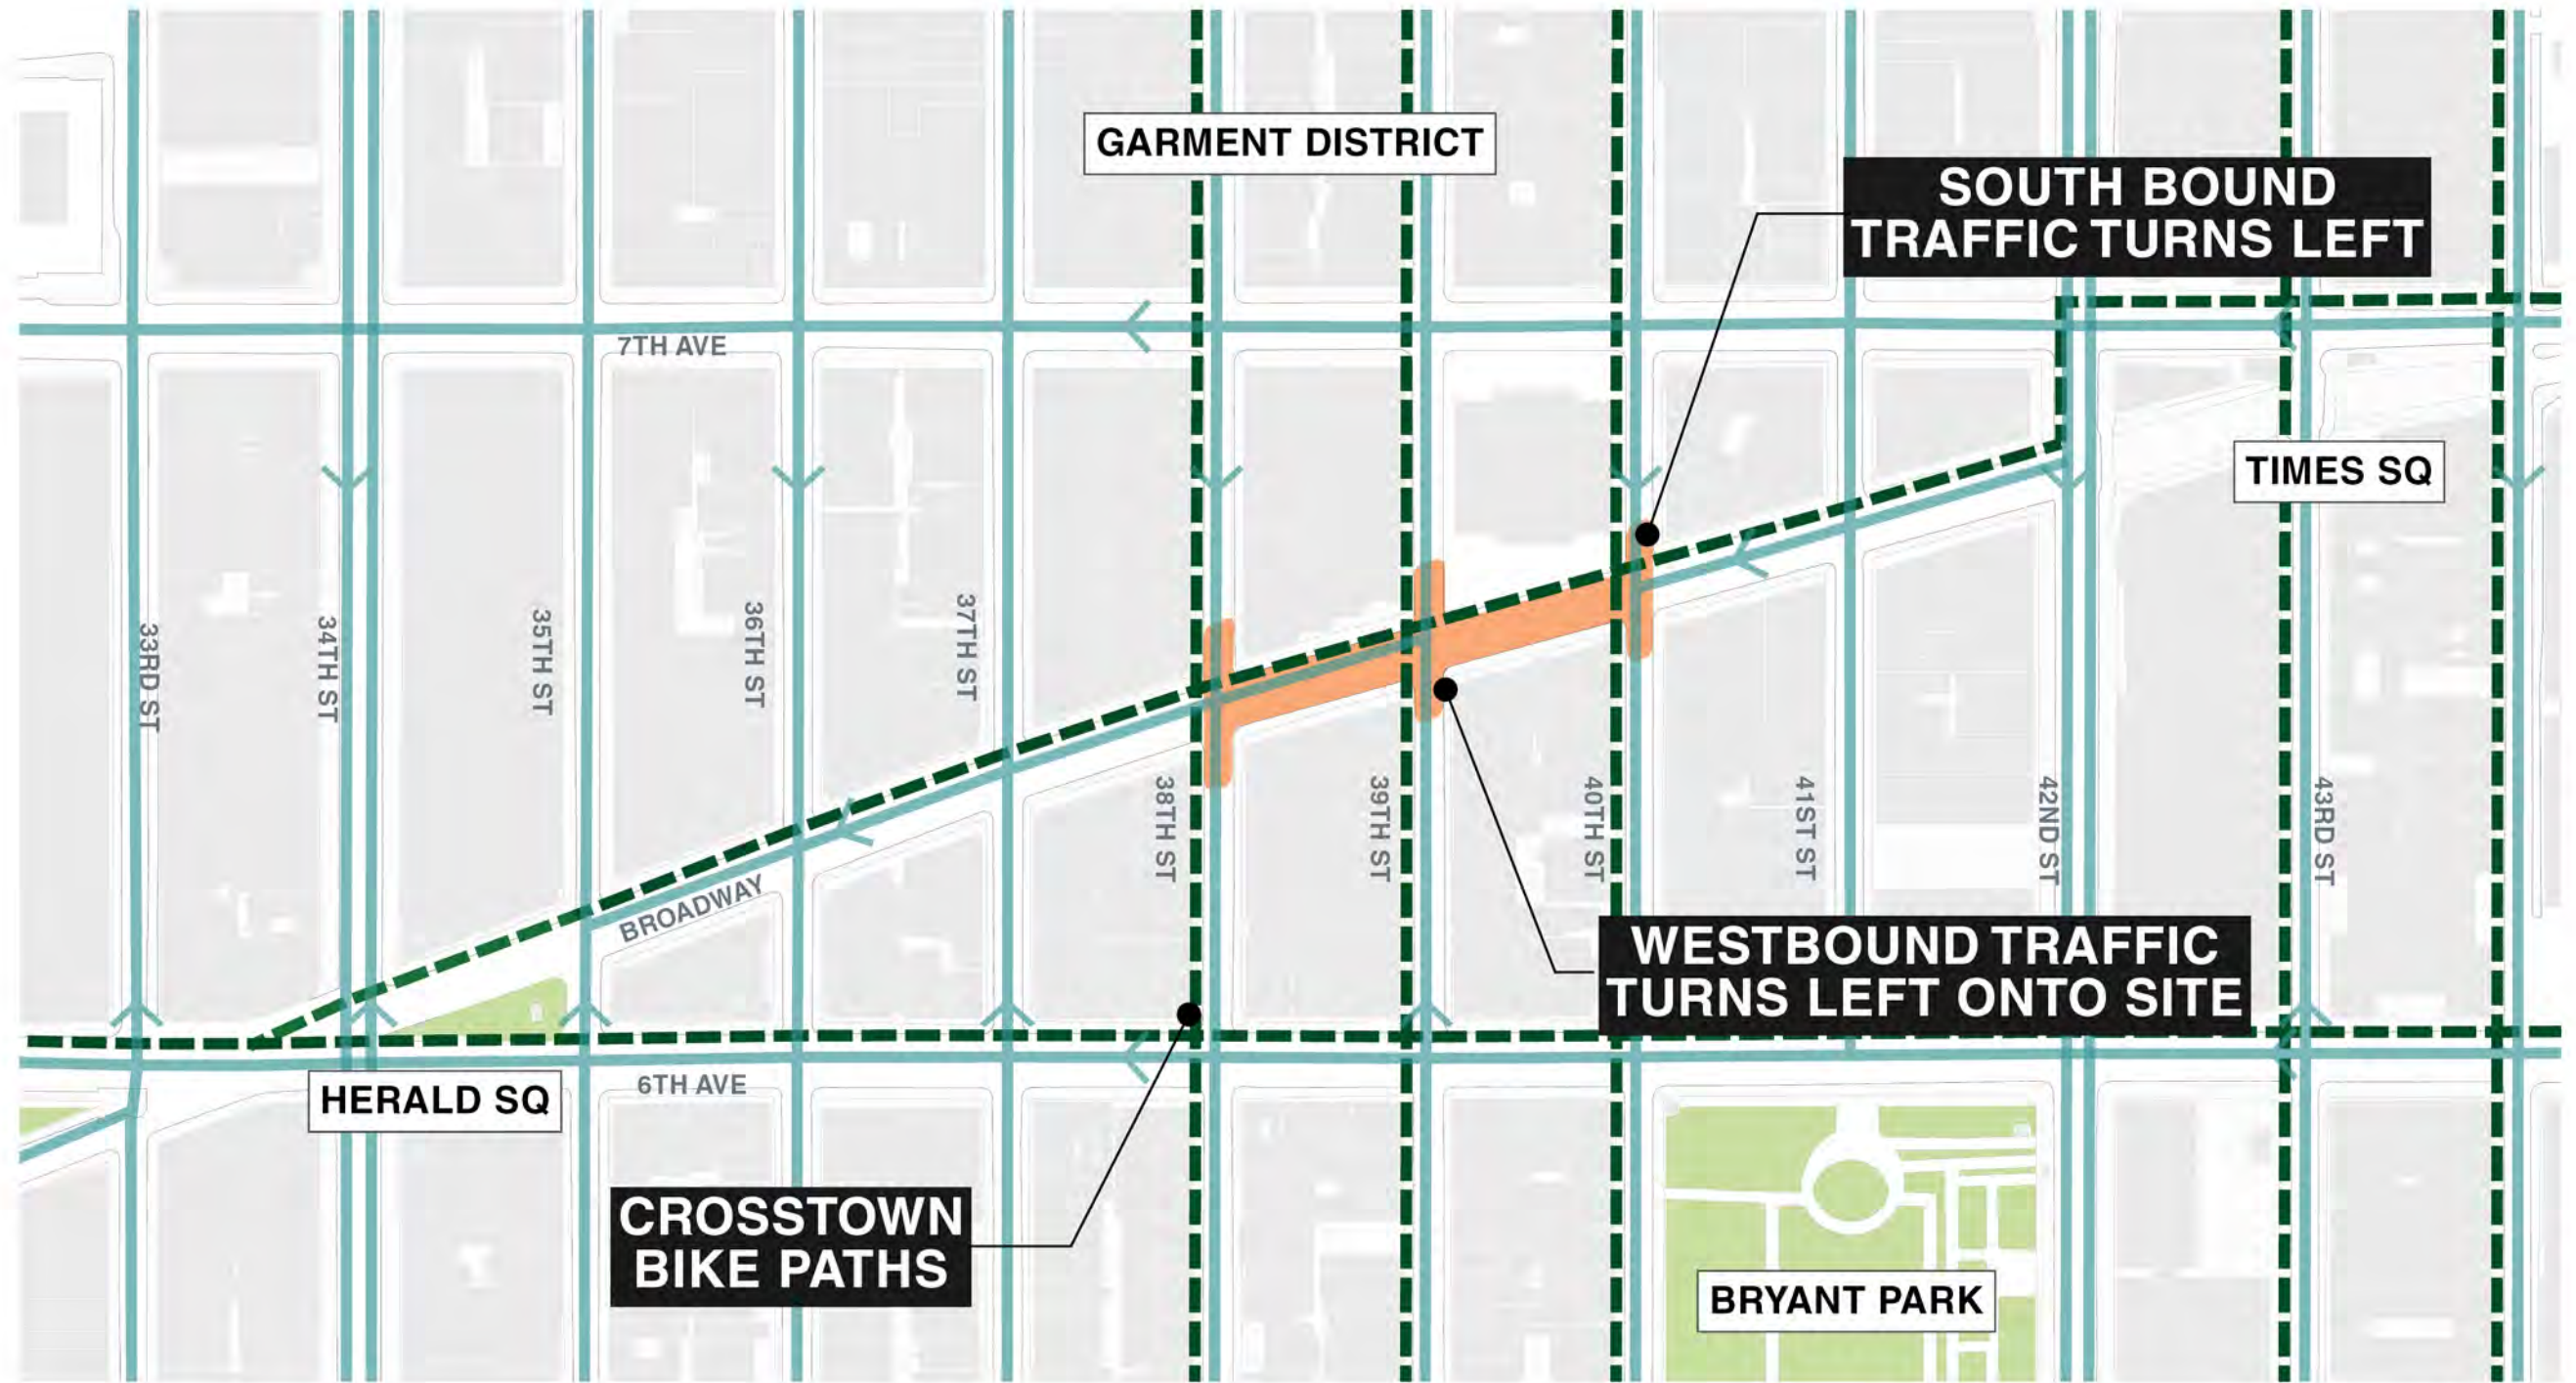 GARMENT DISTRICT
SOUTH BOUND
TRAFFIC TURNS LEFT
7TH AVE
TIMES SQ
33RD ST
34TH ST
35TH ST
36TH ST
37TH ST
38TH ST
39TH ST
40TH ST
41ST ST
42ND ST
43RD ST
BROADWAY
WESTBOUND TRAFFIC
TURNS LEFT ONTO SITE
HERALD SQ
6TH AVE
CROSSTOWN
BIKE PATHS
BRYANT PARK